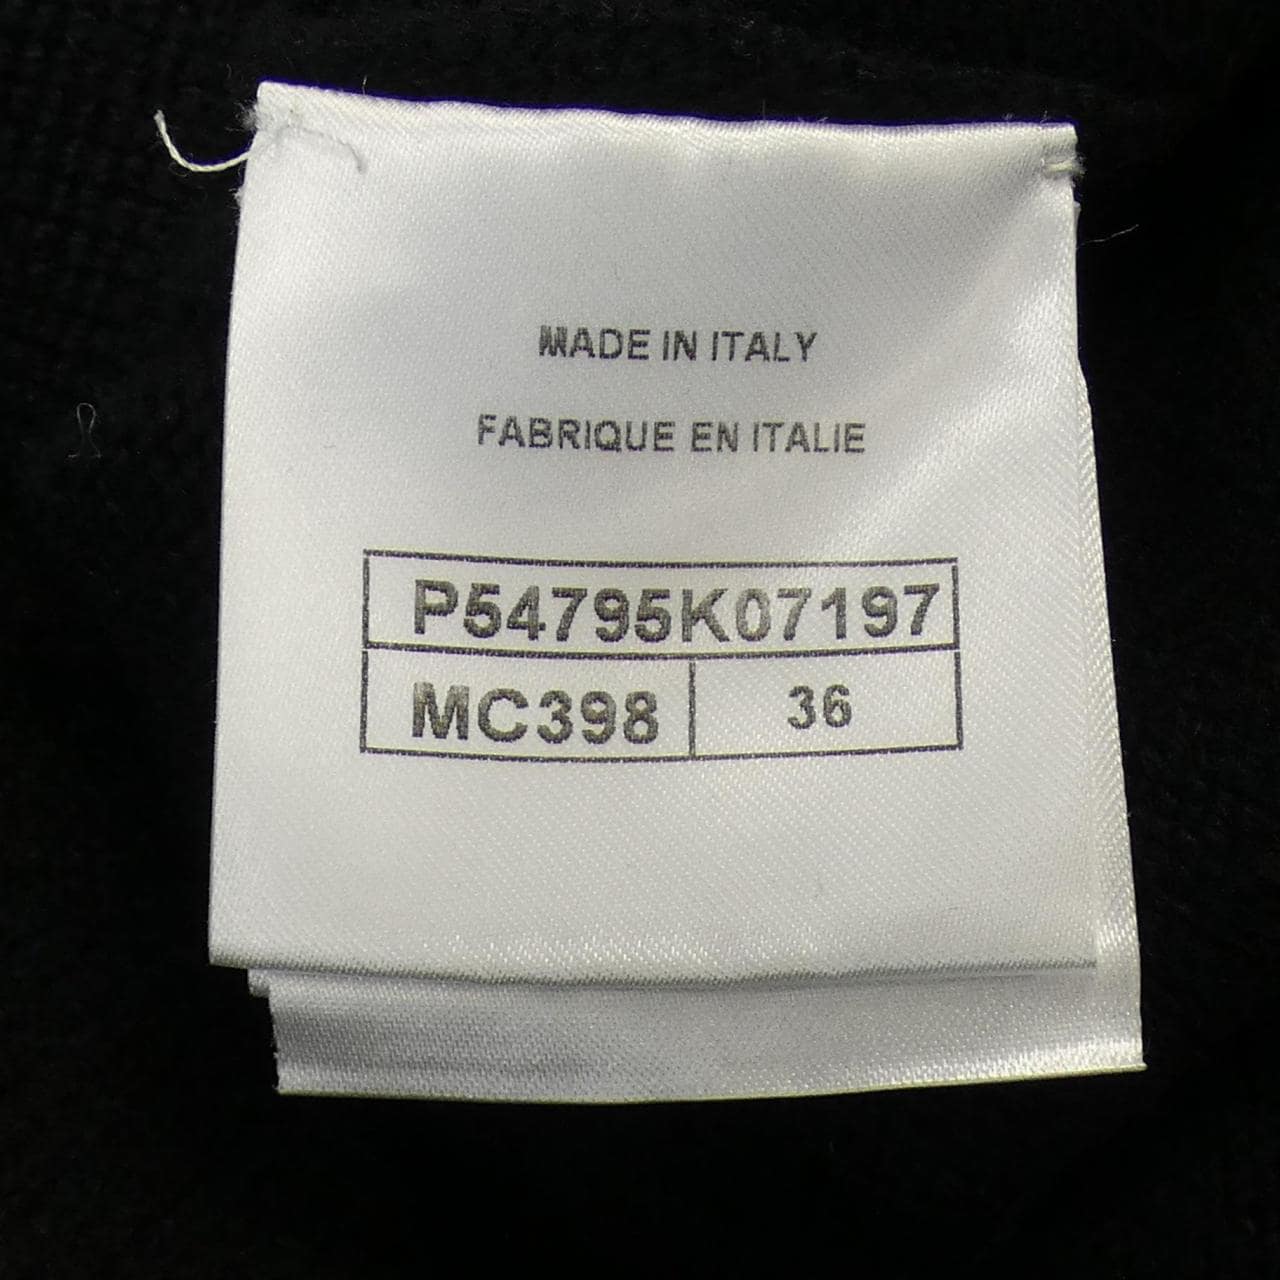 MADE IN ITALY
FABRIQUE EN ITALIE
P54795K07197
MC398 36